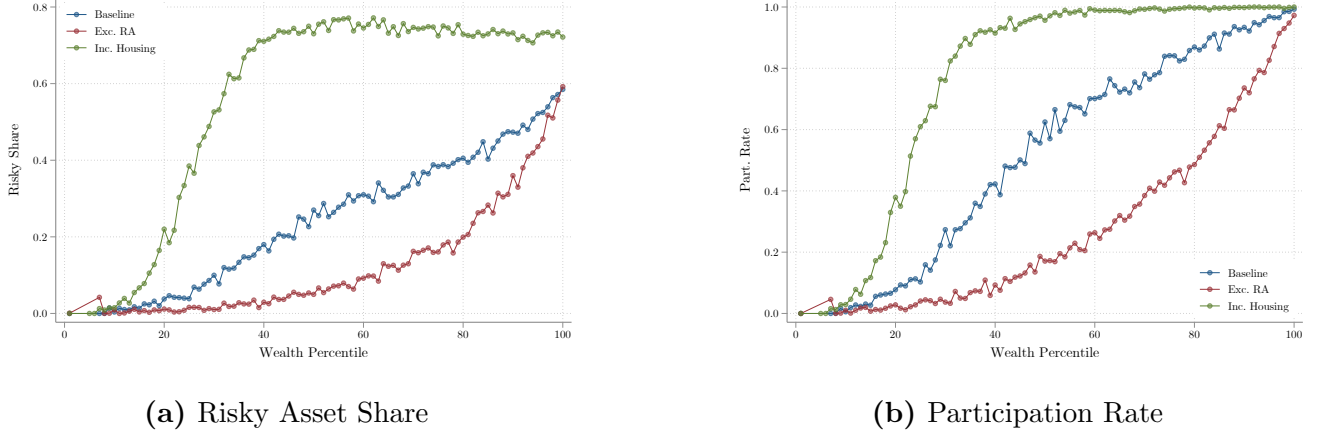 0.8
0.6
0.4
0.2
0.0
0
20
40
60
80
100
Risky Share
Wealth Percentile
Baseline
Exc. RA
Inc. Housing
(a) Risky Asset Share
1.0
0.8
0.6
0.4
0.2
0.0
0
20
40
60
80
100
Part. Rate
Wealth Percentile
Baseline
Exc. RA
Inc. Housing
(b) Participation Rate